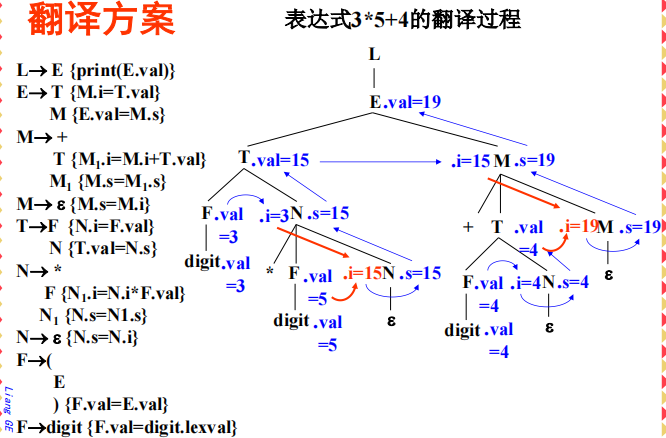 翻译方案
表达式3*5+4的翻译过程
L→ E {print(E.val)}
E→ T {M.i=T.val}
M {E.val=M.s}
M→ +
T {M₁.i=M.i+T.val}
M₁ {M.s=M₁.s}
M→ ε {M.s=M.i}
T→F {N.i=F.val}
N {T.val=N.s}
N→ *
F {N₁.i=N.i*F.val}
N₁ {N.s=N1.s}
N→ ε {N.s=N.i}
F→(
E
) {F.val=E.val}
F→digit {F.val=digit.lexval}
L
E.val=19
T.val=15
.i=15 M.s=19
F.val
=3
.i=3 N.s=15
+
T .val
=4
.i=19 M.s=19
digit.val
=3
*
F .val
=5
.i=15 N.s=15
F.val
=4
.i=4 N.s=4
ε
digit .val
=5
ε
digit .val
=4
ε
Liang GE